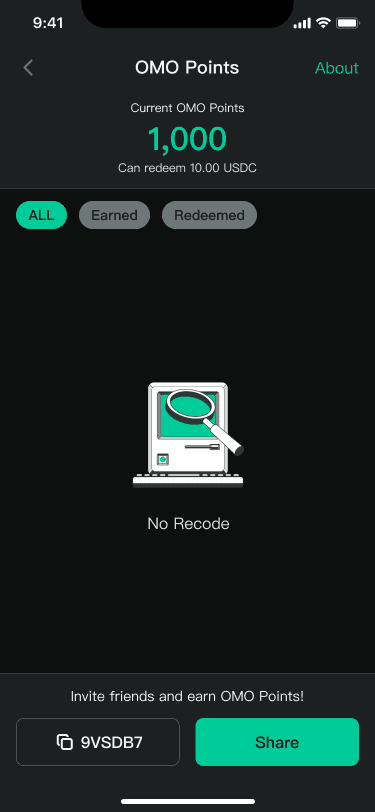 9:41
OMO Points
About
Current OMO Points
1,000
Can redeem 10.00 USDC
ALL
Earned
Redeemed
No Recode
Invite friends and earn OMO Points!
9VSDB7
Share